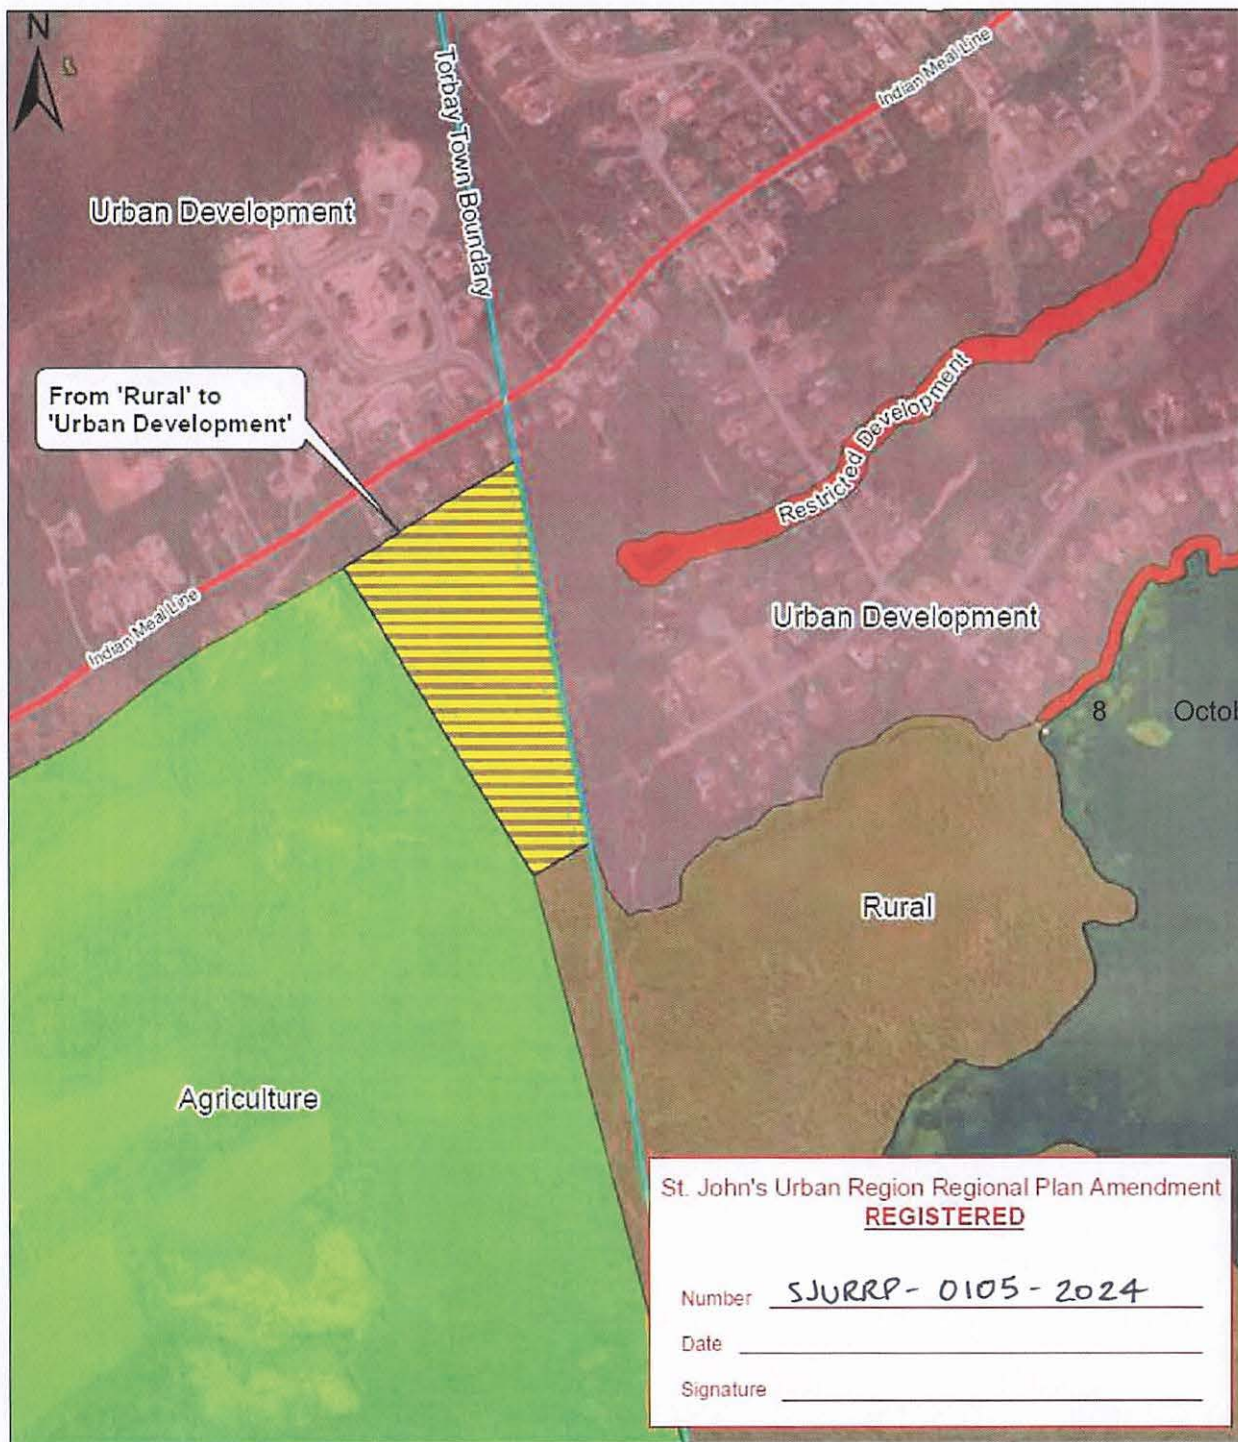 N
Torbay Town Boundary
Indian Meal Line
Urban Development
From 'Rural' to
'Urban Development'
Restricted Development
Indian Meal Line
Urban Development
8 Octob
Rural
Agriculture
St. John's Urban Region Regional Plan Amendment
REGISTERED
Number SJURRP- 0105 - 2024
Date
Signature